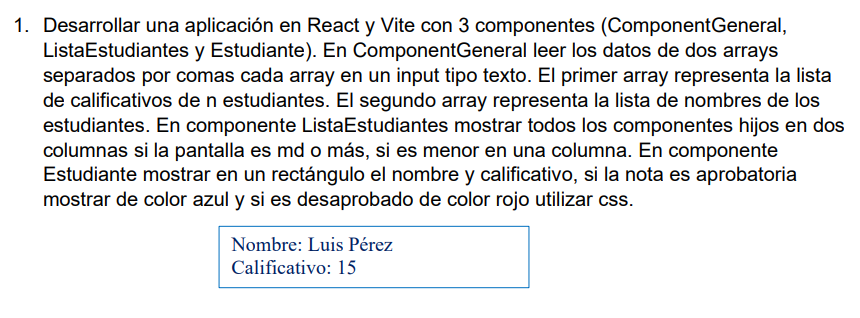 1. Desarrollar una aplicación en React y Vite con 3 componentes (ComponentGeneral,
ListaEstudiantes y Estudiante). En ComponentGeneral leer los datos de dos arrays
separados por comas cada array en un input tipo texto. El primer array representa la lista
de calificativos de n estudiantes. El segundo array representa la lista de nombres de los
estudiantes. En componente ListaEstudiantes mostrar todos los componentes hijos en dos
columnas si la pantalla es md o más, si es menor en una columna. En componente
Estudiante mostrar en un rectángulo el nombre y calificativo, si la nota es aprobatoria
mostrar de color azul y si es desaprobado de color rojo utilizar css.
Nombre: Luis Pérez
Calificativo: 15